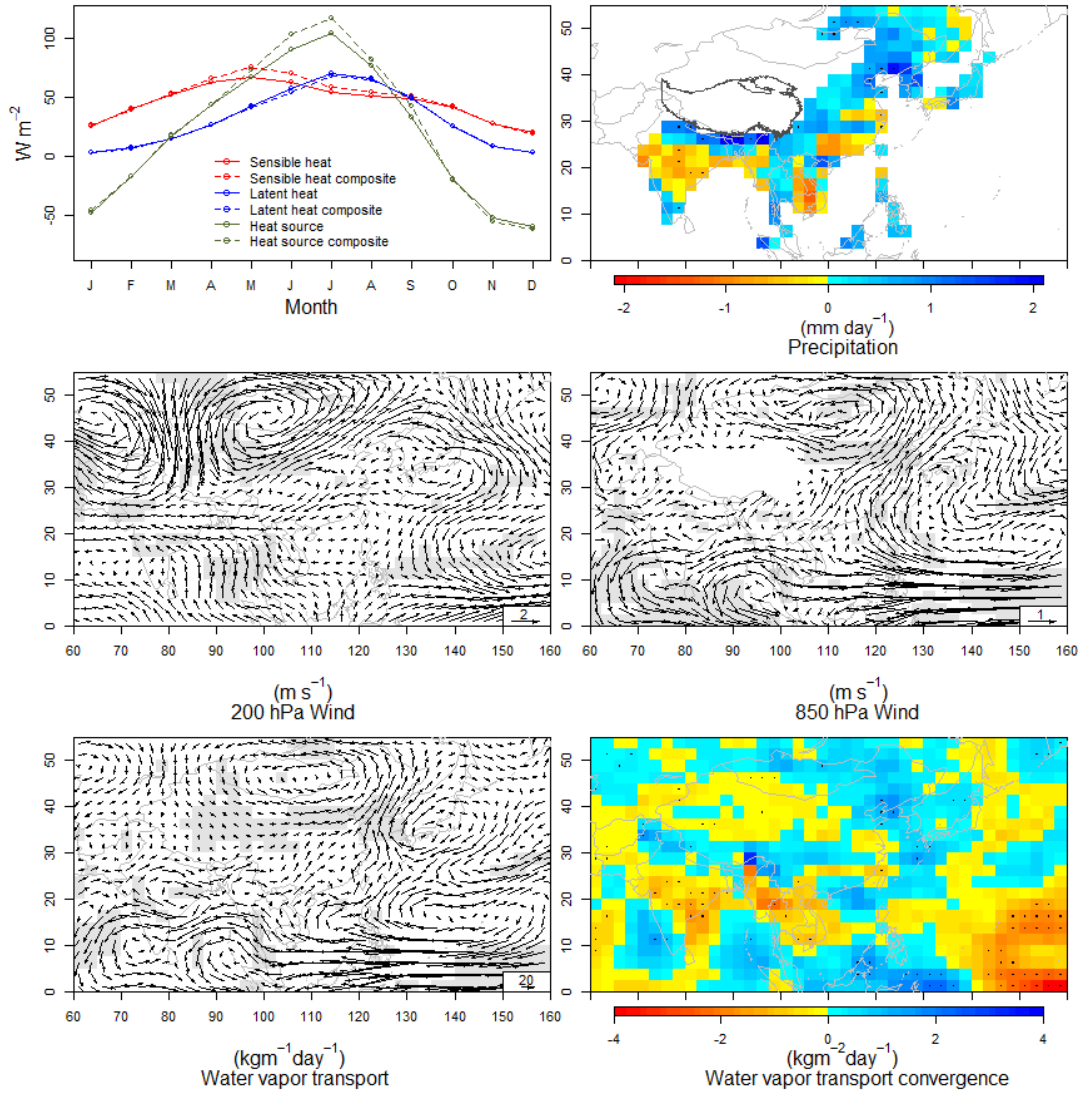 W m−2
100
50
0
−50
Sensible heat
Sensible heat composite
Latent heat
Latent heat composite
Heat source
Heat source composite
J F M A M J J A S O N D
Month
50
40
30
20
10
0
-2 -1 0 1 2
(mm day−1)
Precipitation
50
40
30
20
10
0
2
60 70 80 90 100 110 120 130 140 150 160
(m s−1)
200 hPa Wind
50
40
30
20
10
0
1
60 70 80 90 100 110 120 130 140 150 160
(m s−1)
850 hPa Wind
50
40
30
20
10
0
20
60 70 80 90 100 110 120 130 140 150 160
(kgm−1day−1)
Water vapor transport
50
40
30
20
10
0
-4 -2 0 2 4
(kgm−2day−1)
Water vapor transport convergence